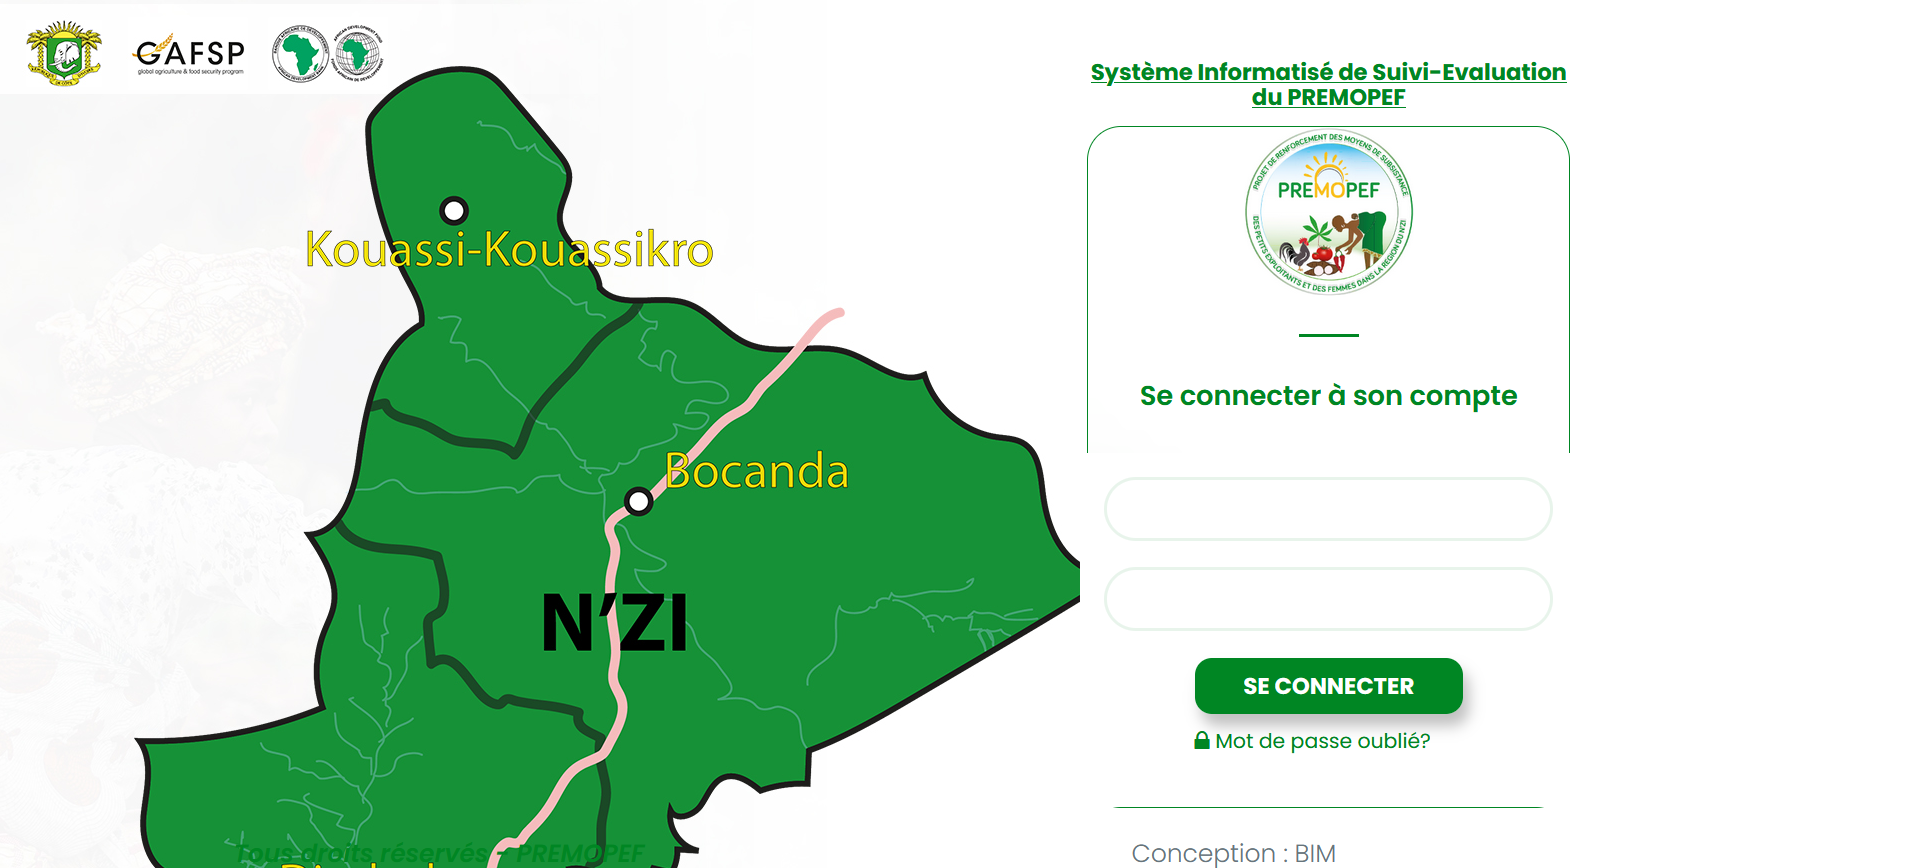 GAFSP
global agriculture & food security program
Kouassi-Kouassikro
Bocanda
N'ZI
Tous droits réservés - PREMOPEF
Système Informatisé de Suivi-Evaluation
du PREMOPEF
PROJET DE RENFORCEMENT DES MOYENS DE SUBSISTANCE
PREMOPEF
DES PETITS EXPLOITANTS ET DES FEMMES DANS LA REGION DU N'ZI
Se connecter à son compte
SE CONNECTER
Mot de passe oublié?
Conception : BIM